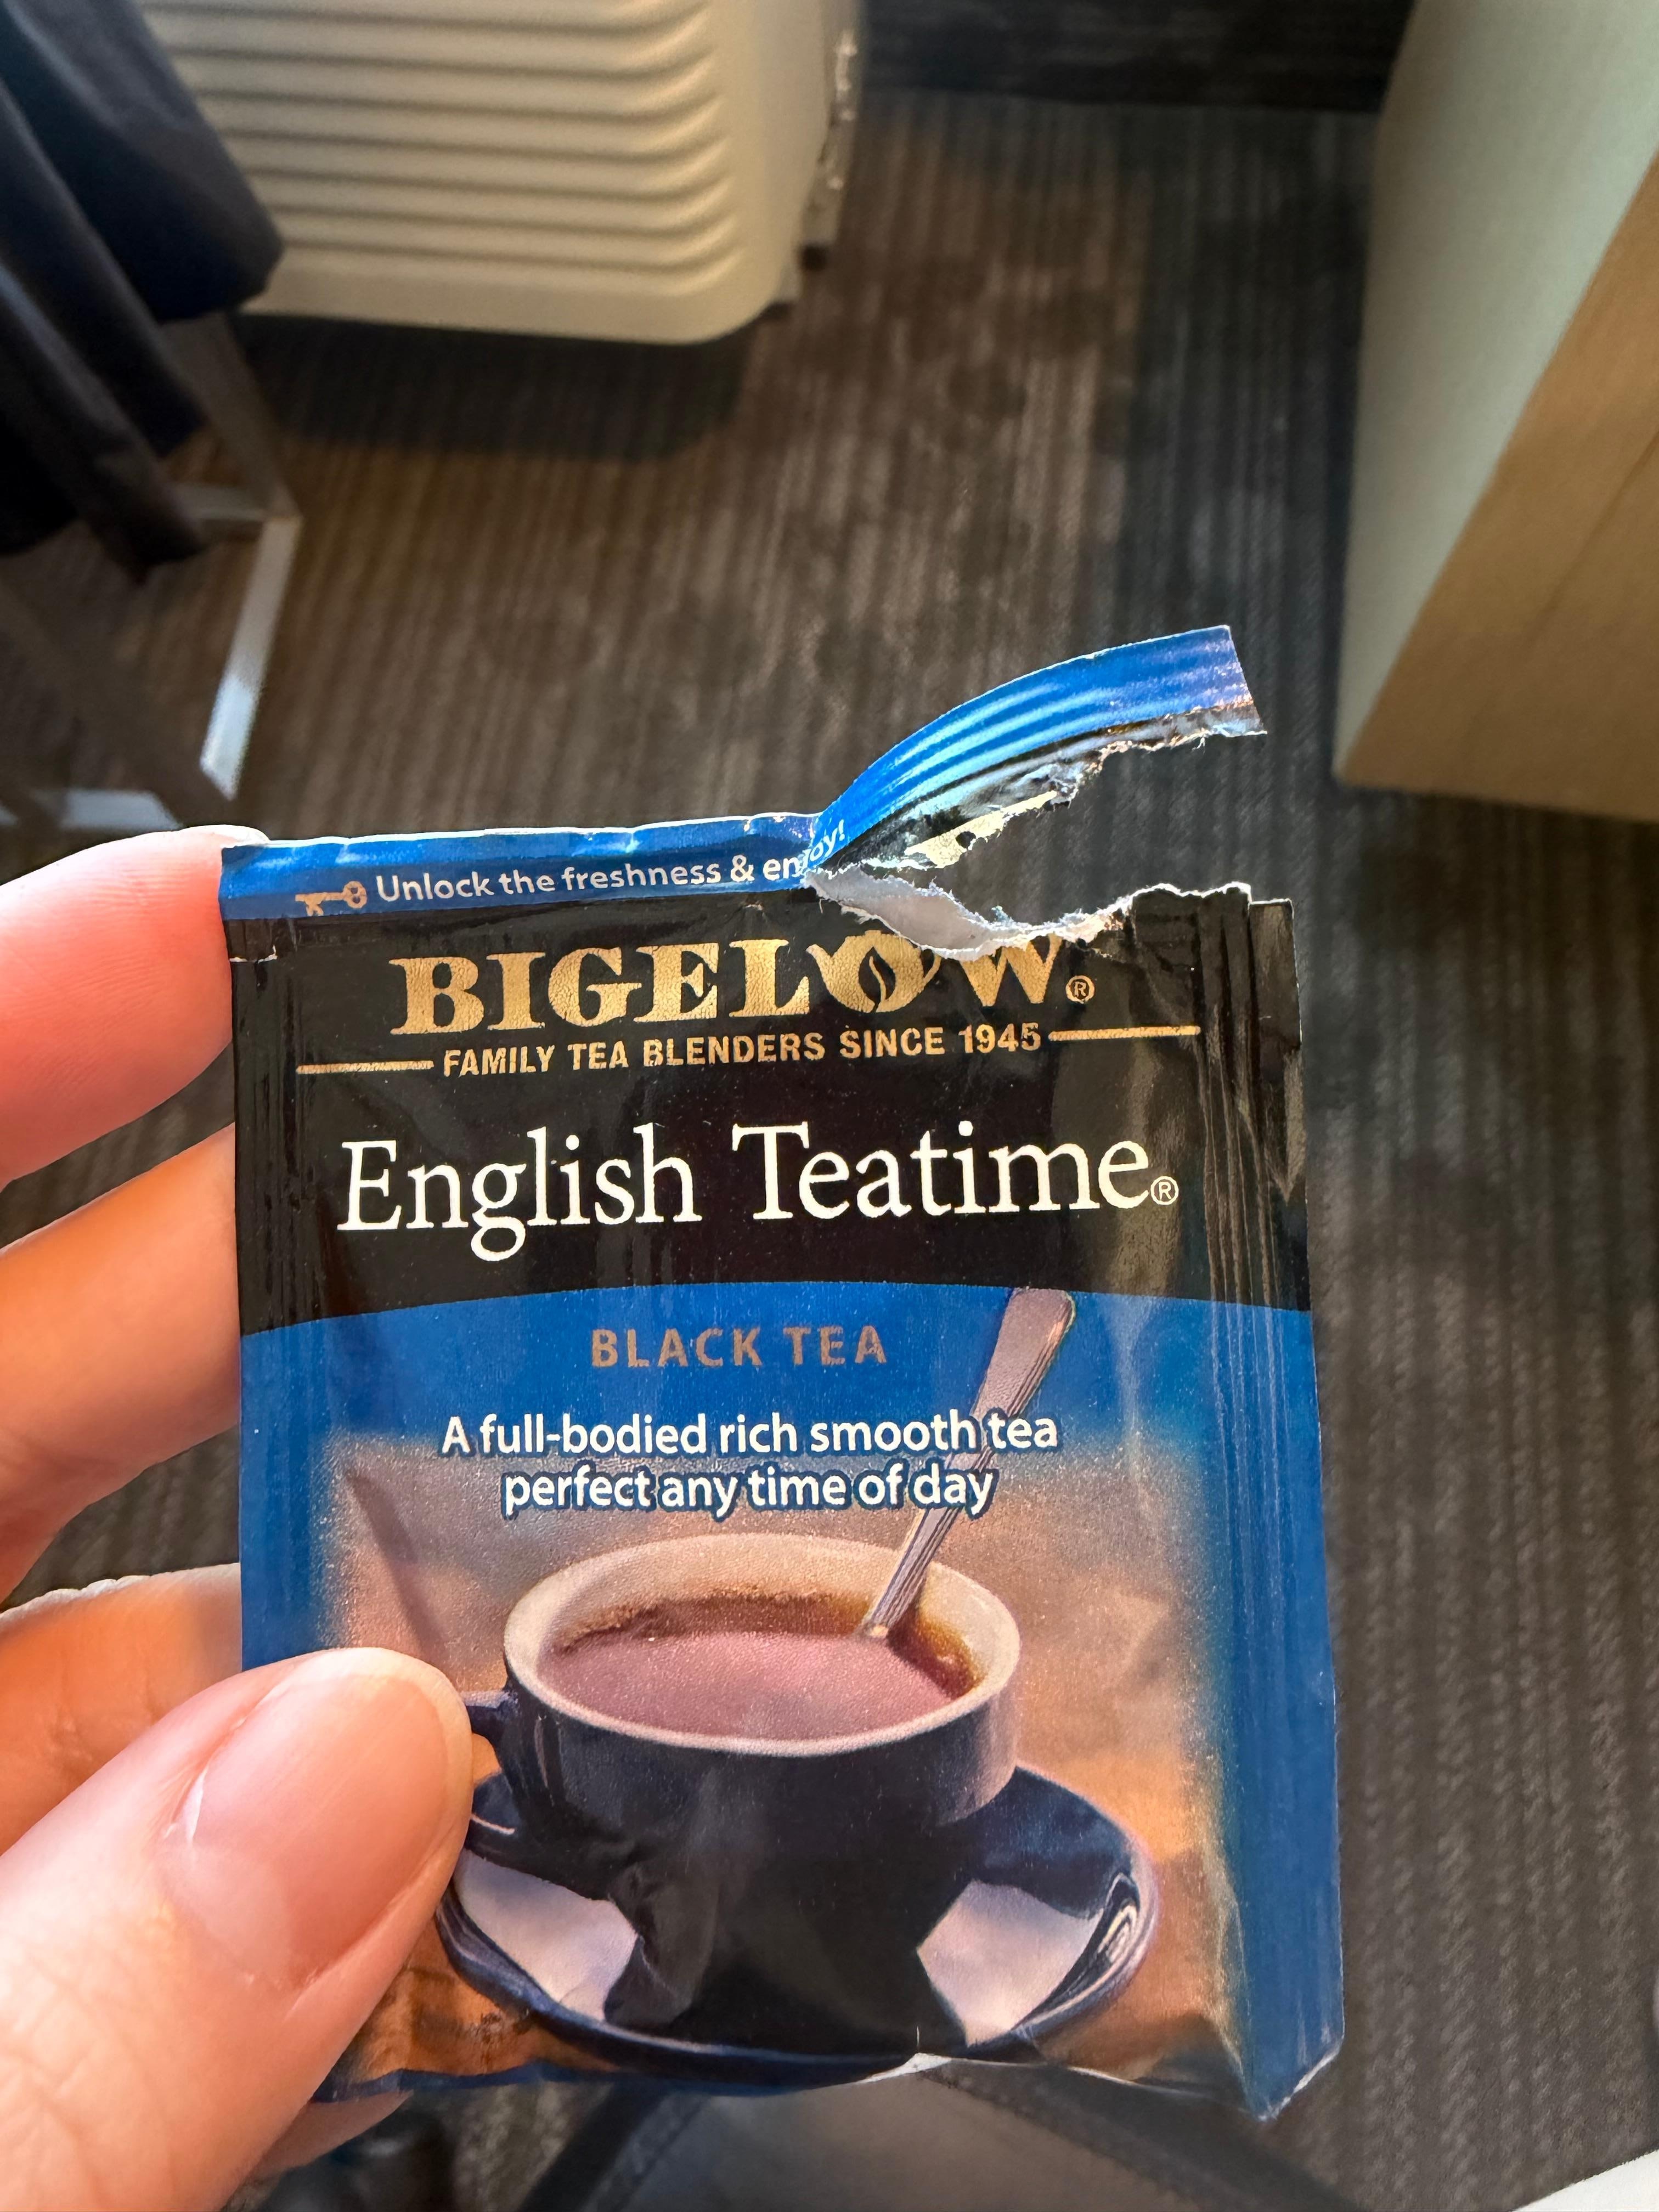 Unlock the freshness & enjoy!
BIGELOW®
FAMILY TEA BLENDERS SINCE 1945
English Teatime®
BLACK TEA
A full-bodied rich smooth tea
perfect any time of day